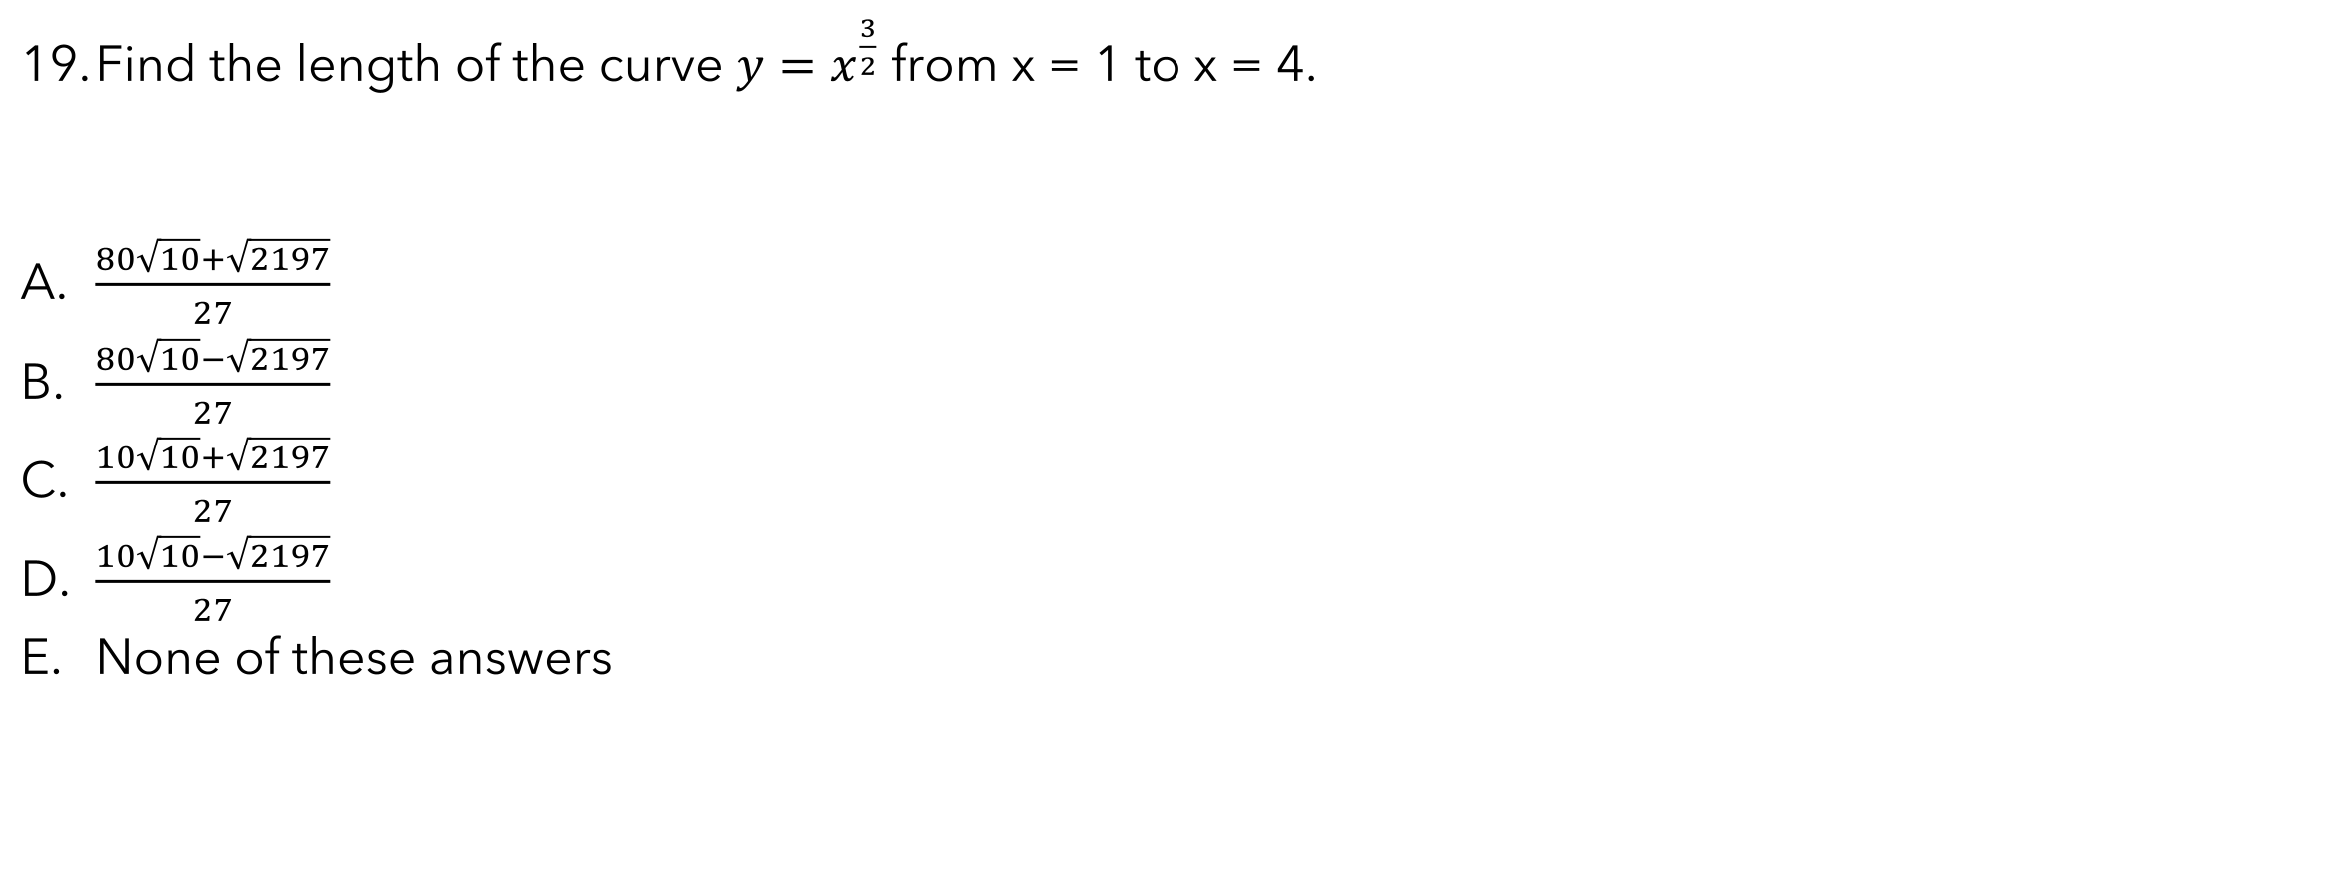 19. Find the length of the curve $y = x^{\frac{3}{2}}$ from x = 1 to x = 4.
A. $\frac{80\sqrt{10}+\sqrt{2197}}{27}$
B. $\frac{80\sqrt{10}-\sqrt{2197}}{27}$
C. $\frac{10\sqrt{10}+\sqrt{2197}}{27}$
D. $\frac{10\sqrt{10}-\sqrt{2197}}{27}$
E. None of these answers